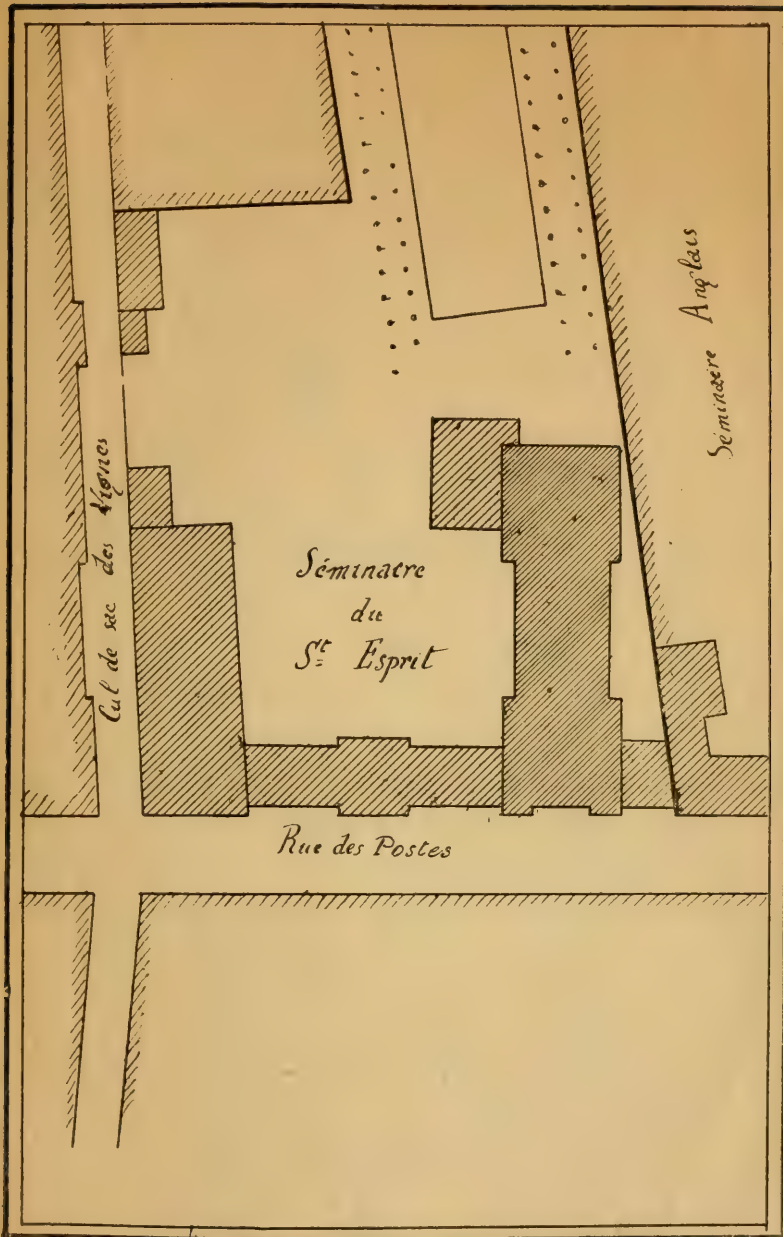 Cul de sac des Vignes
Séminaire
du
St Esprit
Séminaire Anglais
Rue des Postes